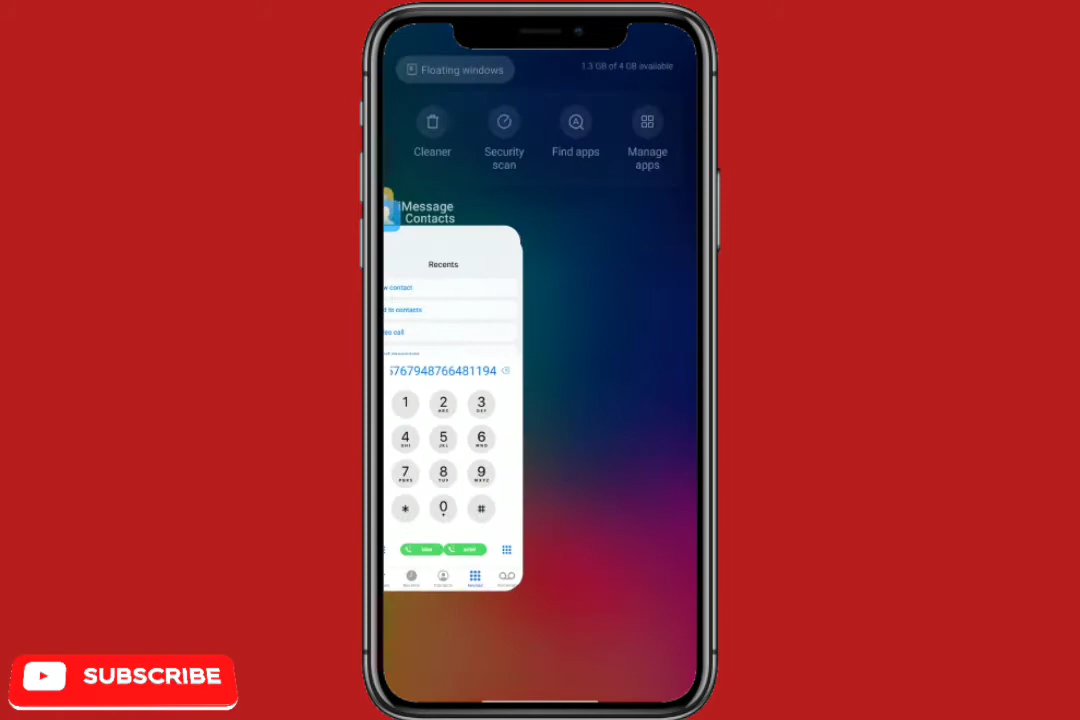 Floating windows
1.3 GB of 4 GB available
Cleaner
Security
scan
Find apps
Manage
apps
iMessage
Contacts
Recents
w contact
d to contacts
eo call
5767948766481194
1
2
ABC
3
DEF
4
GHI
5
JKL
6
MNO
7
PQRS
8
TUV
9
WXYZ
*
0
+
#
SUBSCRIBE